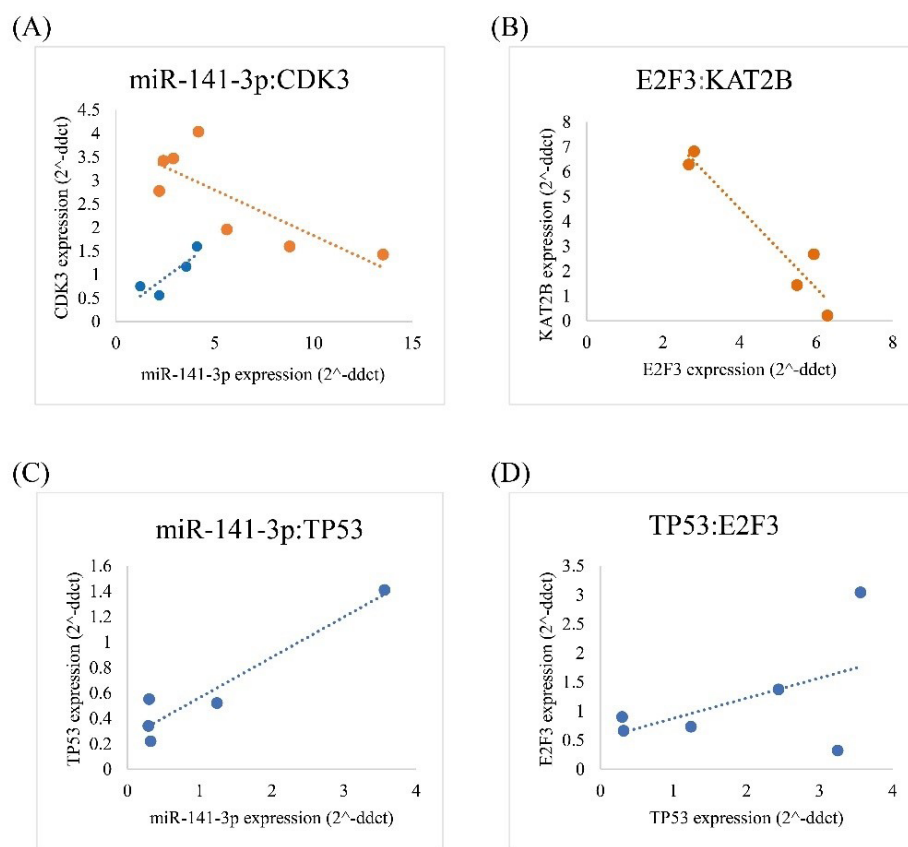 (A)
miR-141-3p:CDK3
CDK3 expression (2^-ddct)
4.5
4
3.5
3
2.5
2
1.5
1
0.5
0
0 5 10 15
miR-141-3p expression (2^-ddct)
(B)
E2F3:KAT2B
KAT2B expression (2^-ddct)
8
7
6
5
4
3
2
1
0
0 2 4 6 8
E2F3 expression (2^-ddct)
(C)
miR-141-3p:TP53
TP53 expression (2^-ddct)
1.6
1.4
1.2
1
0.8
0.6
0.4
0.2
0
0 1 2 3 4
miR-141-3p expression (2^-ddct)
(D)
TP53:E2F3
E2F3 expression (2^-ddct)
3.5
3
2.5
2
1.5
1
0.5
0
0 1 2 3 4
TP53 expression (2^-ddct)